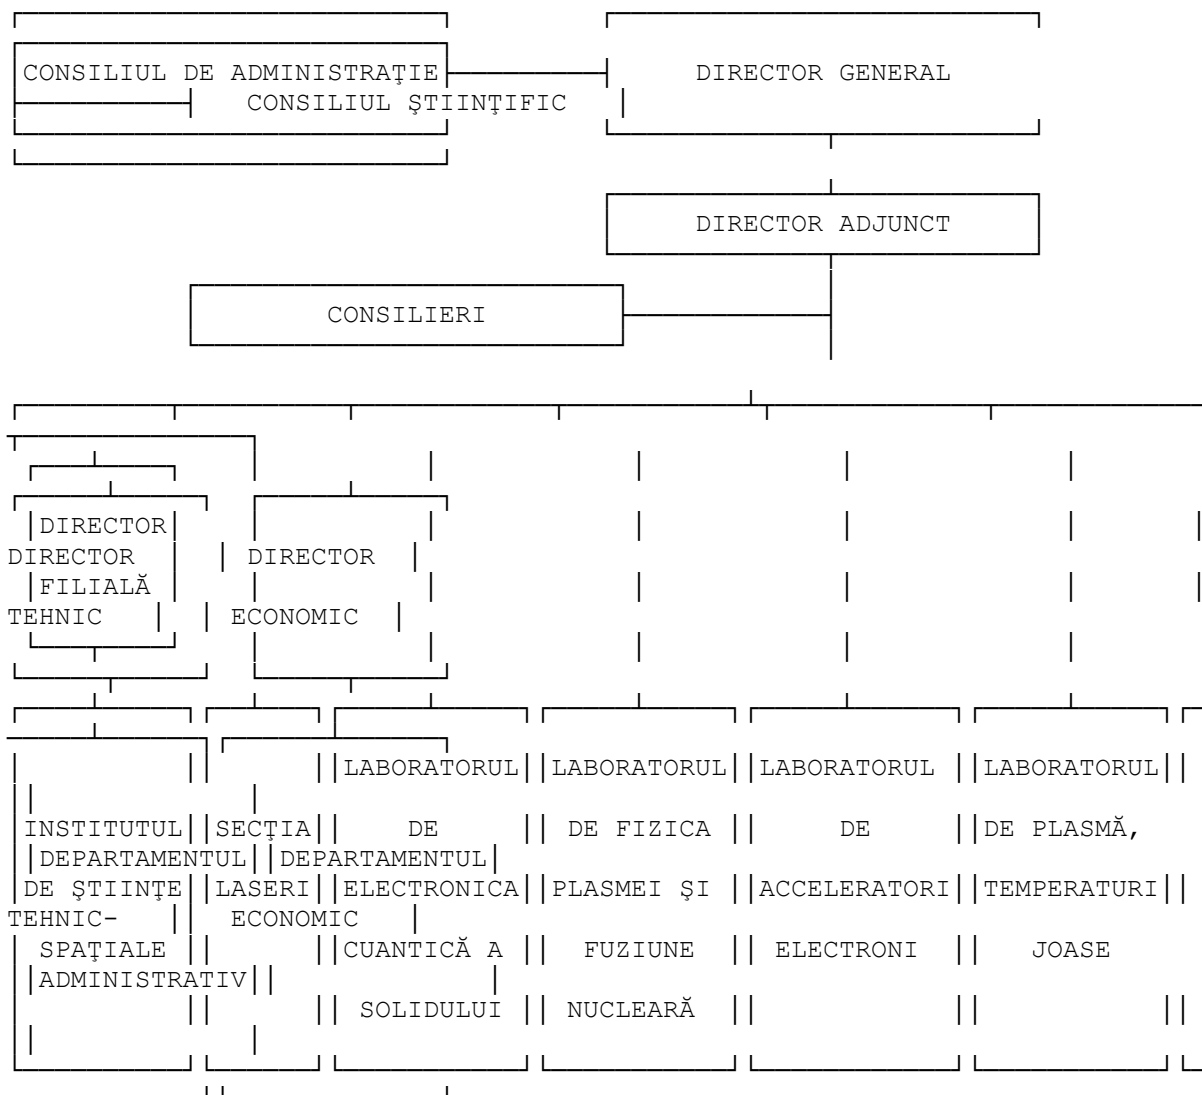 CONSILIUL DE ADMINISTRAŢIE DIRECTOR GENERAL
CONSILIUL ŞTIINŢIFIC
DIRECTOR ADJUNCT
CONSILIERI
DIRECTOR
DIRECTOR DIRECTOR
FILIALĂ
TEHNIC ECONOMIC
LABORATORUL LABORATORUL LABORATORUL LABORATORUL
INSTITUTUL SECŢIA DE DE FIZICA DE DE PLASMĂ,
DEPARTAMENTUL DEPARTAMENTUL
DE ŞTIINŢE LASERI ELECTRONICA PLASMEI ŞI ACCELERATORI TEMPERATURI
TEHNIC- ECONOMIC
SPAŢIALE CUANTICĂ A FUZIUNE ELECTRONI JOASE
ADMINISTRATIV
SOLIDULUI NUCLEARĂ